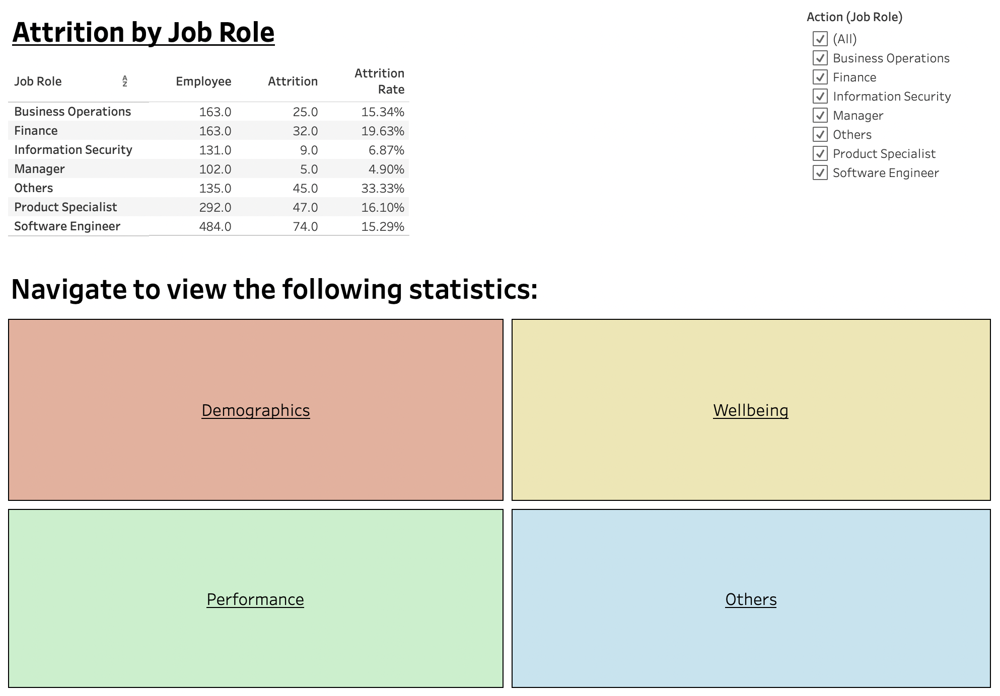 Attrition by Job Role
Job Role AZ Employee Attrition Attrition Rate
Business Operations 163.0 25.0 15.34%
Finance 163.0 32.0 19.63%
Information Security 131.0 9.0 6.87%
Manager 102.0 5.0 4.90%
Others 135.0 45.0 33.33%
Product Specialist 292.0 47.0 16.10%
Software Engineer 484.0 74.0 15.29%
Action (Job Role)
(All)
Business Operations
Finance
Information Security
Manager
Others
Product Specialist
Software Engineer
Navigate to view the following statistics:
Demographics
Wellbeing
Performance
Others